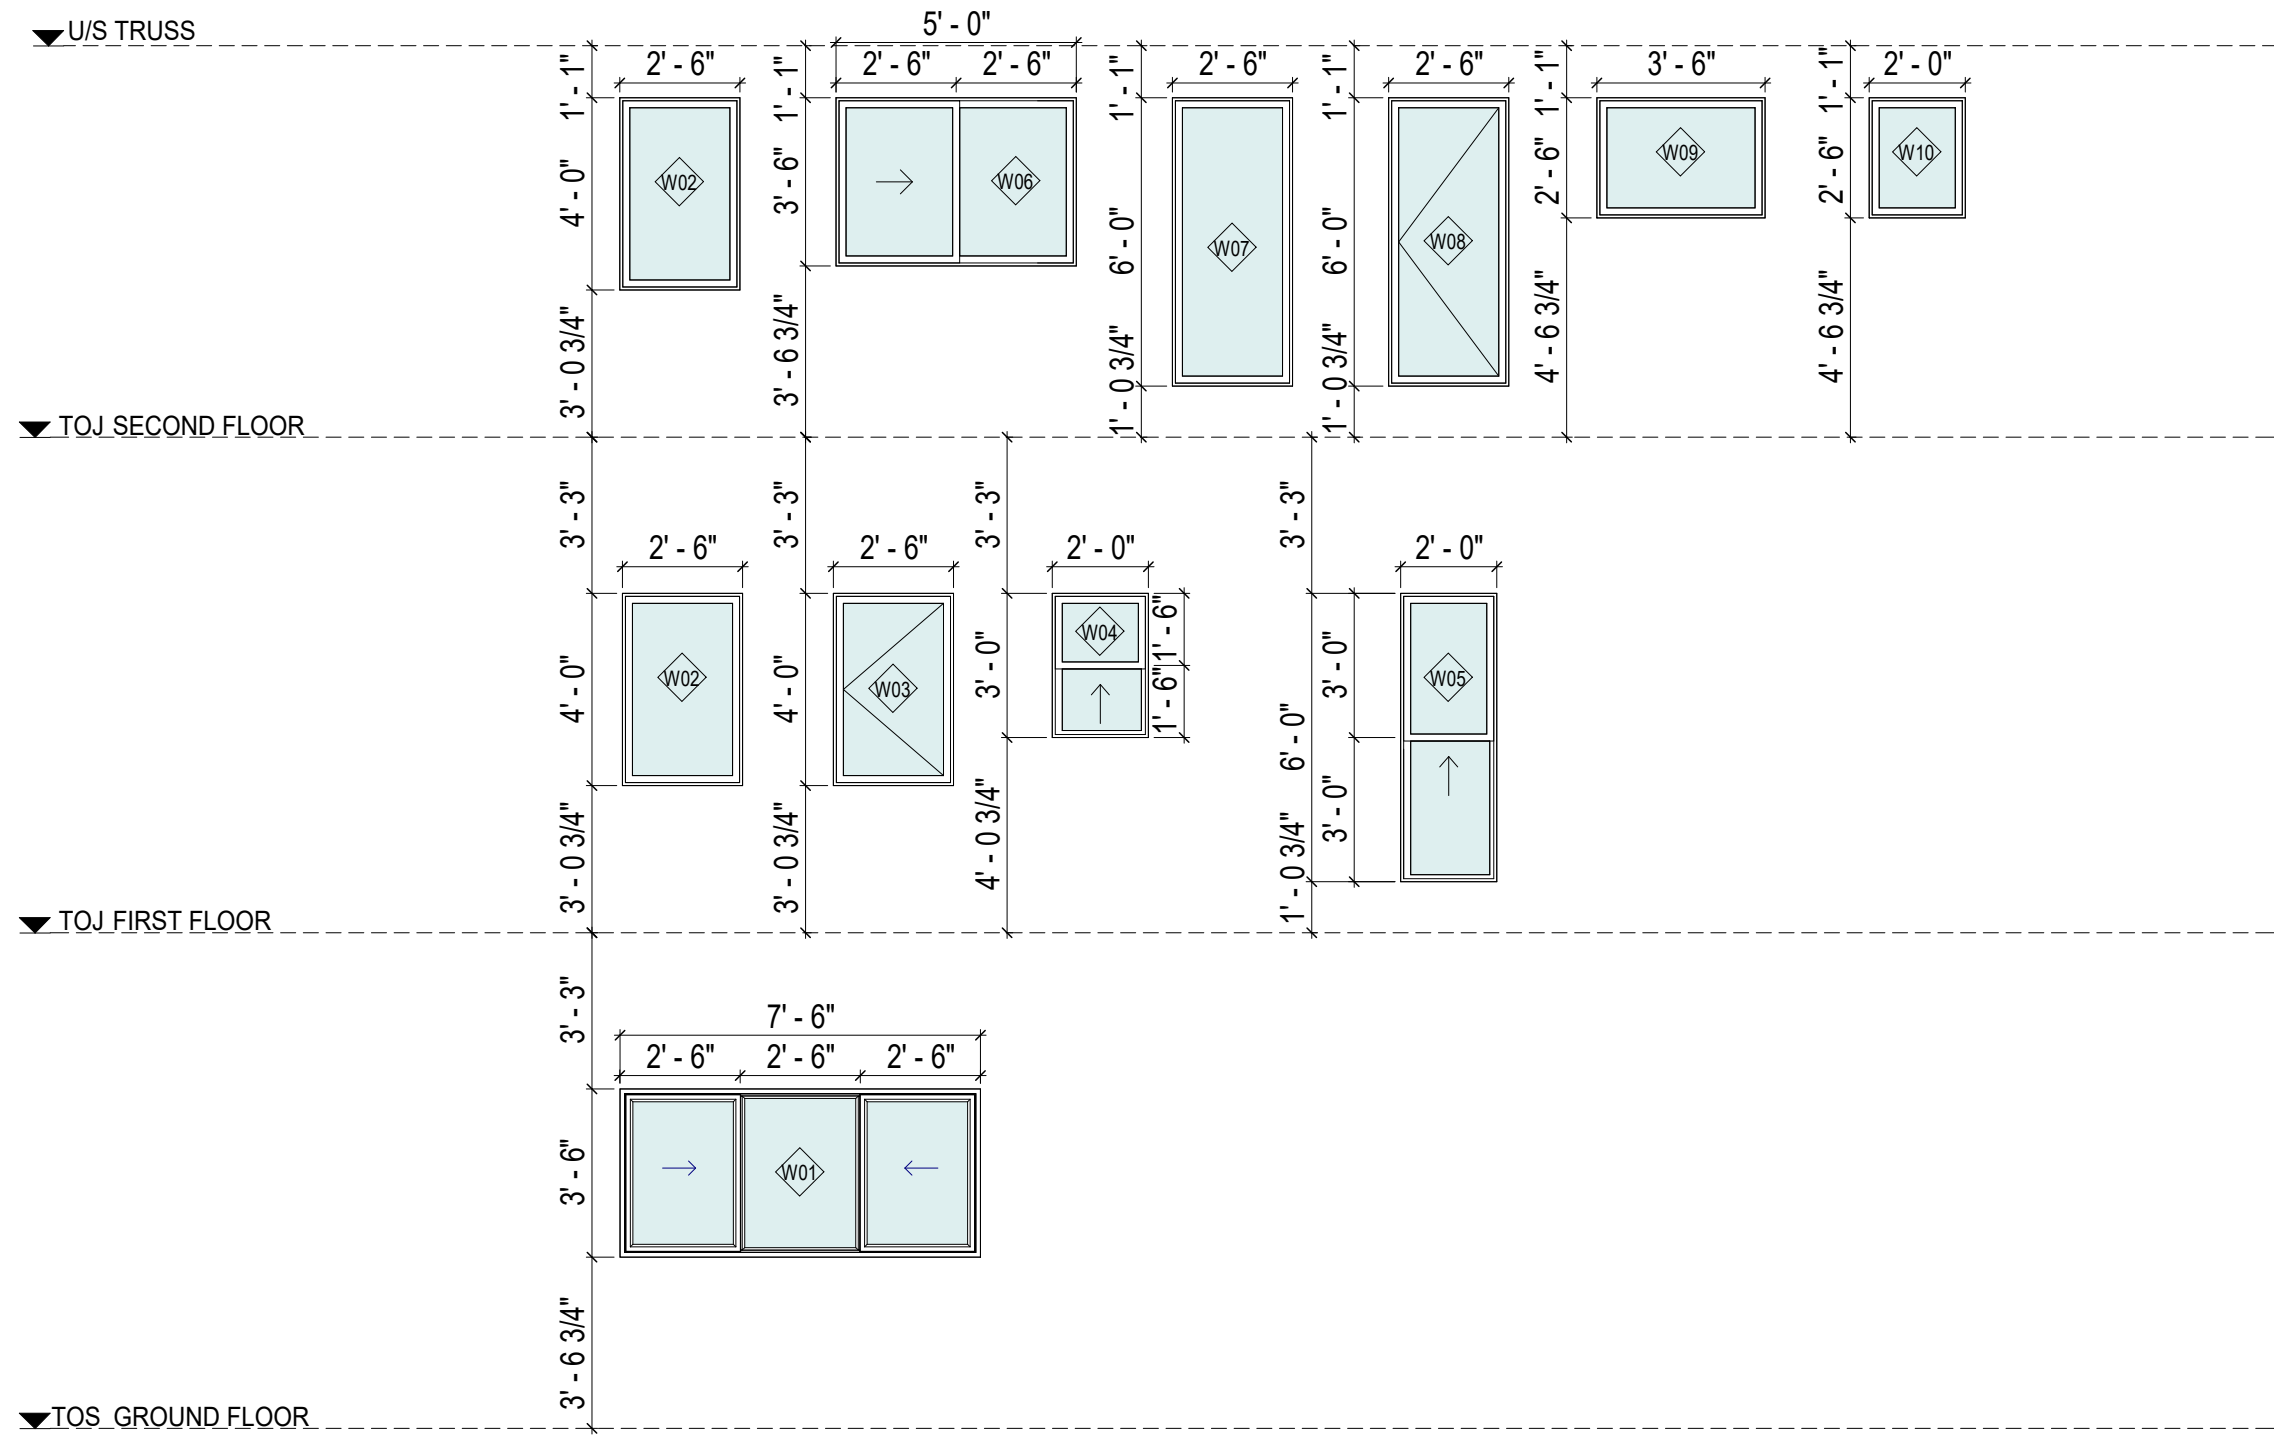 U/S TRUSS
5' - 0"
2' - 6"
2' - 6"
2' - 6"
2' - 6"
2' - 6"
3' - 6"
2' - 0"
1' - 1"
1' - 1"
1' - 1"
1' - 1"
1' - 1"
1' - 1"
4' - 0"
W02
3' - 6"
W06
6' - 0"
W07
6' - 0"
W08
2' - 6"
W09
2' - 6"
W10
3' - 0 3/4"
3' - 6 3/4"
1' - 0 3/4"
1' - 0 3/4"
4' - 6 3/4"
4' - 6 3/4"
TOJ SECOND FLOOR
3' - 3"
3' - 3"
3' - 3"
3' - 3"
2' - 6"
2' - 6"
2' - 0"
2' - 0"
4' - 0"
W02
4' - 0"
W03
3' - 0"
W04
1' - 6"
1' - 6"
6' - 0"
3' - 0"
3' - 0"
W05
3' - 0 3/4"
3' - 0 3/4"
4' - 0 3/4"
1' - 0 3/4"
TOJ FIRST FLOOR
3' - 3"
7' - 6"
2' - 6"
2' - 6"
2' - 6"
3' - 6"
W01
3' - 6 3/4"
TOS GROUND FLOOR